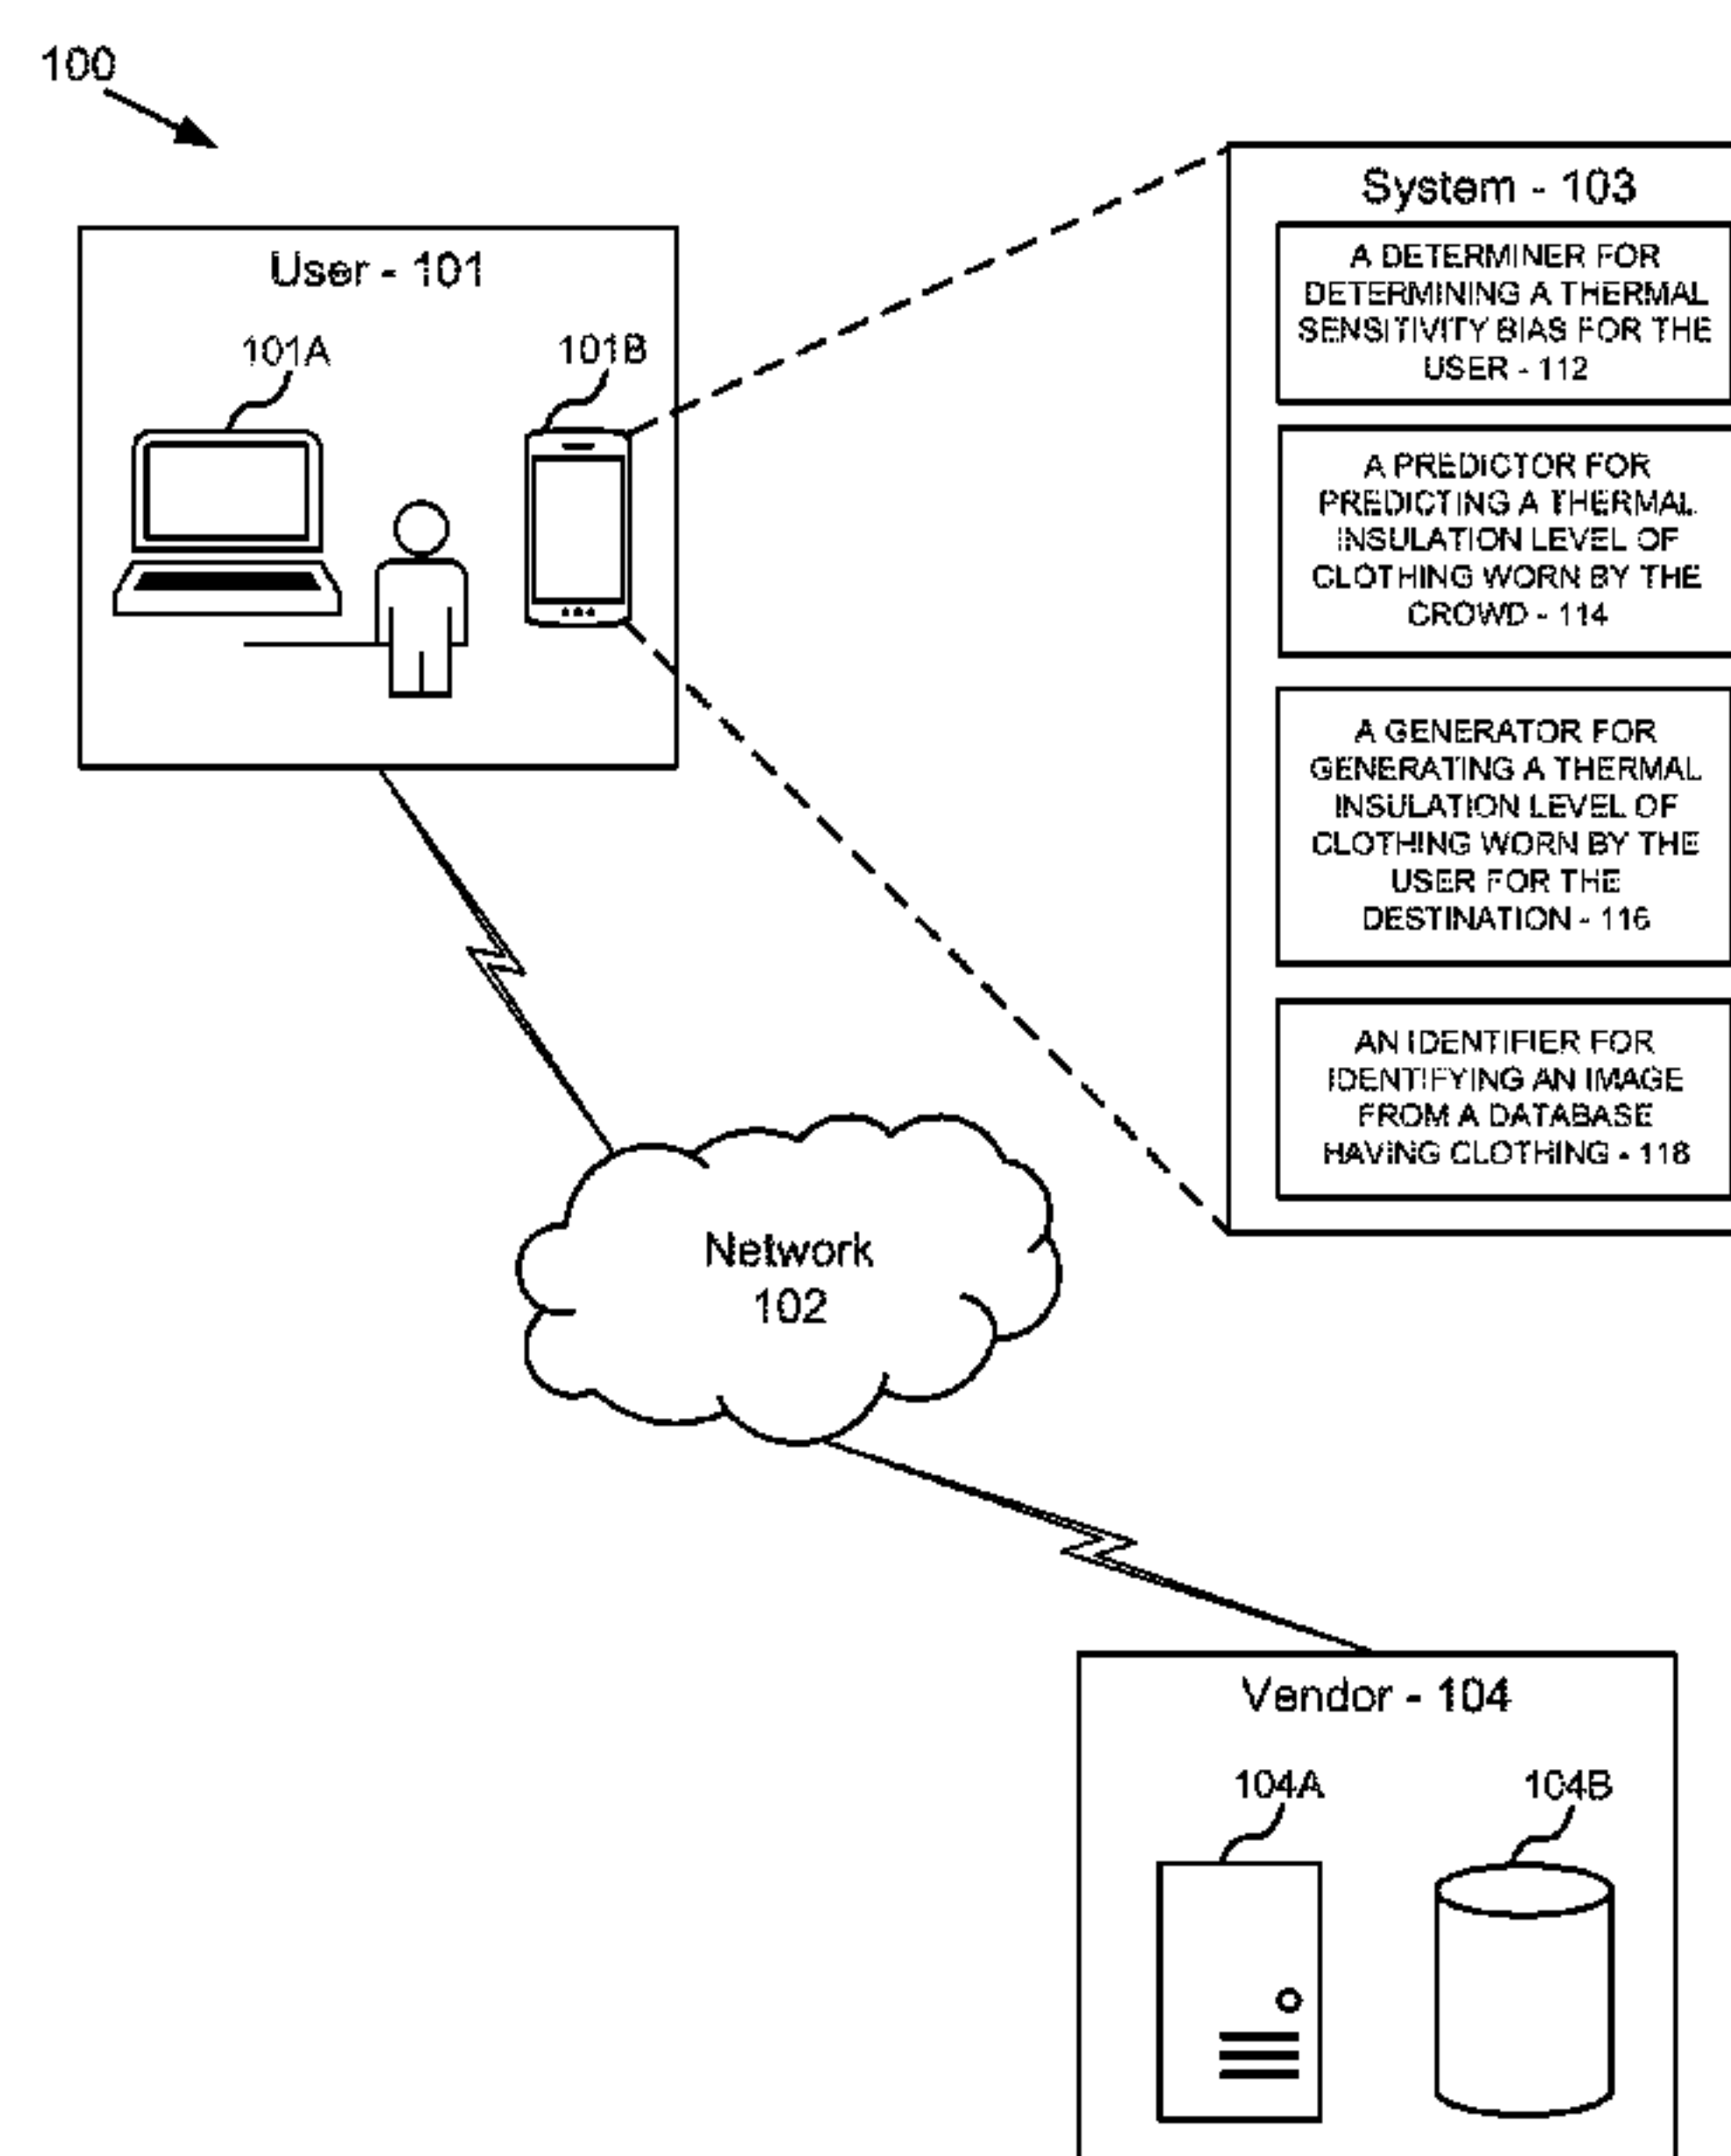 100
System - 103
A DETERMINER FOR
DETERMINING A THERMAL
SENSITIVITY BIAS FOR THE
USER - 112
User - 101
101A
101B
A PREDICTOR FOR
PREDICTING A THERMAL
INSULATION LEVEL OF
CLOTHING WORN BY THE
CROWD - 114
A GENERATOR FOR
GENERATING A THERMAL
INSULATION LEVEL OF
CLOTHING WORN BY THE
USER FOR THE
DESTINATION - 116
AN IDENTIFIER FOR
IDENTIFYING AN IMAGE
FROM A DATABASE
HAVING CLOTHING - 118
Network
102
Vendor - 104
104A
104B